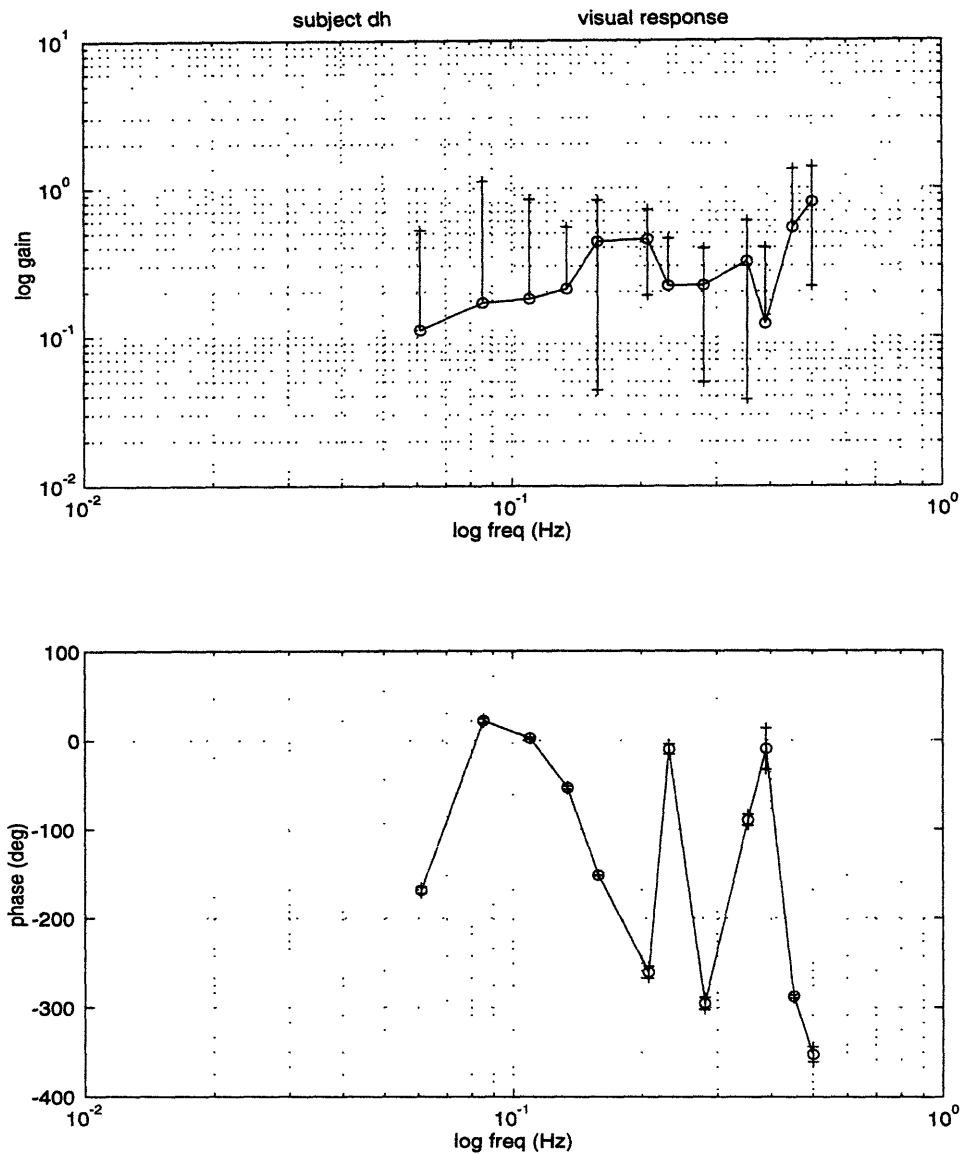 subject dh visual response
10^1
10^0
10^-1
10^-2
log gain
10^-2 10^-1 10^0
log freq (Hz)
100
0
-100
-200
-300
-400
phase (deg)
10^-2 10^-1 10^0
log freq (Hz)